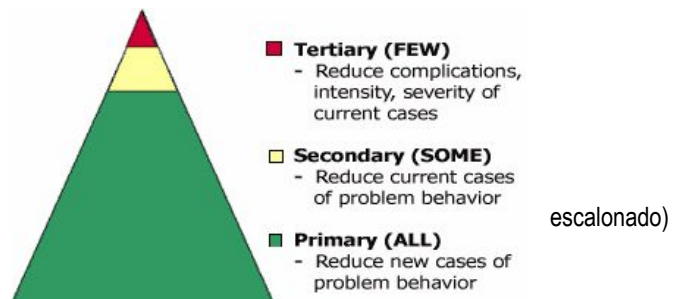 Tertiary (FEW)
- Reduce complications,
intensity, severity of
current cases
Secondary (SOME)
- Reduce current cases
of problem behavior
escalonado)
Primary (ALL)
- Reduce new cases of
problem behavior